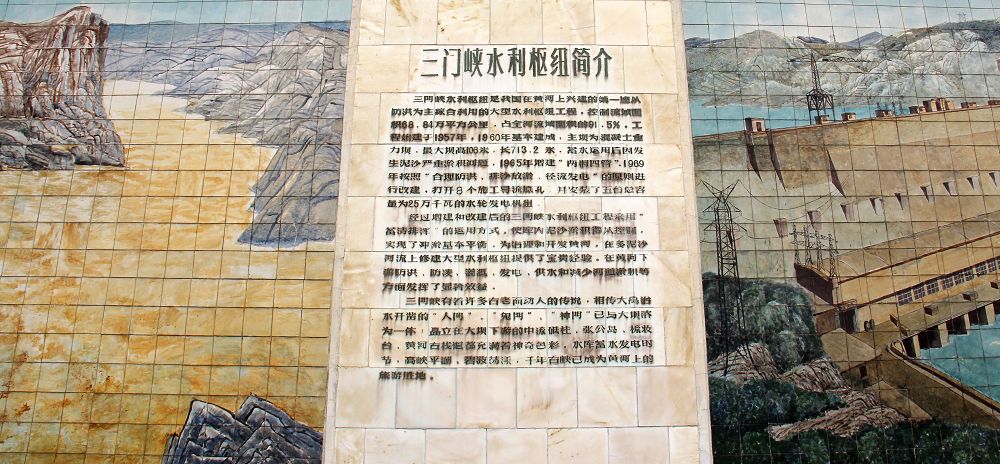 三门峡水利枢纽简介
三門峡水利枢纽是我国在黄河上兴建的第一座以
防洪为主综合利用的大型水利枢纽工程,控制流域面
积68.84万平方公里,占全河流域面积的91.5%,工
程始建于1957年,1960年基本建成,主坝为混凝土重
力坝,最大坝高106米,长713.2米,蓄水运用后因发
生泥沙严重淤积问题,1965年增建“两洞四管”,1969
年按照“合理防洪、排沙放淤、径流发电”的原则进
行改建,打开8个施工导流底孔,并安装了五台总容
量为25万千瓦的水轮发电机组.
经过增建和改建后的三門峡水利枢纽工程采用“
蓄清排浑”的运用方式,使库内泥沙淤积得从控制,
实现了冲淤基本平衡.为治理和开发黄河,在多泥沙
河流上修建大型水利枢纽提供了宝贵经验.在黄河下
游防洪、防凌、灌溉、发电、供水和减少河道淤积等
方面发挥了显著效益.
三門峡有着许多古老而动人的传说,相传大禹治
水开凿的“人門”、“鬼門”、“神門”已与大坝溶
为一体,矗立在大坝下游的中流砥柱,张公岛、梳妆
台、黄河古栈道都充满着神奇色彩,水库蓄水发电时
节,高峡平湖,碧波荡漾,千年古峡已成为黄河上的
旅游胜地。